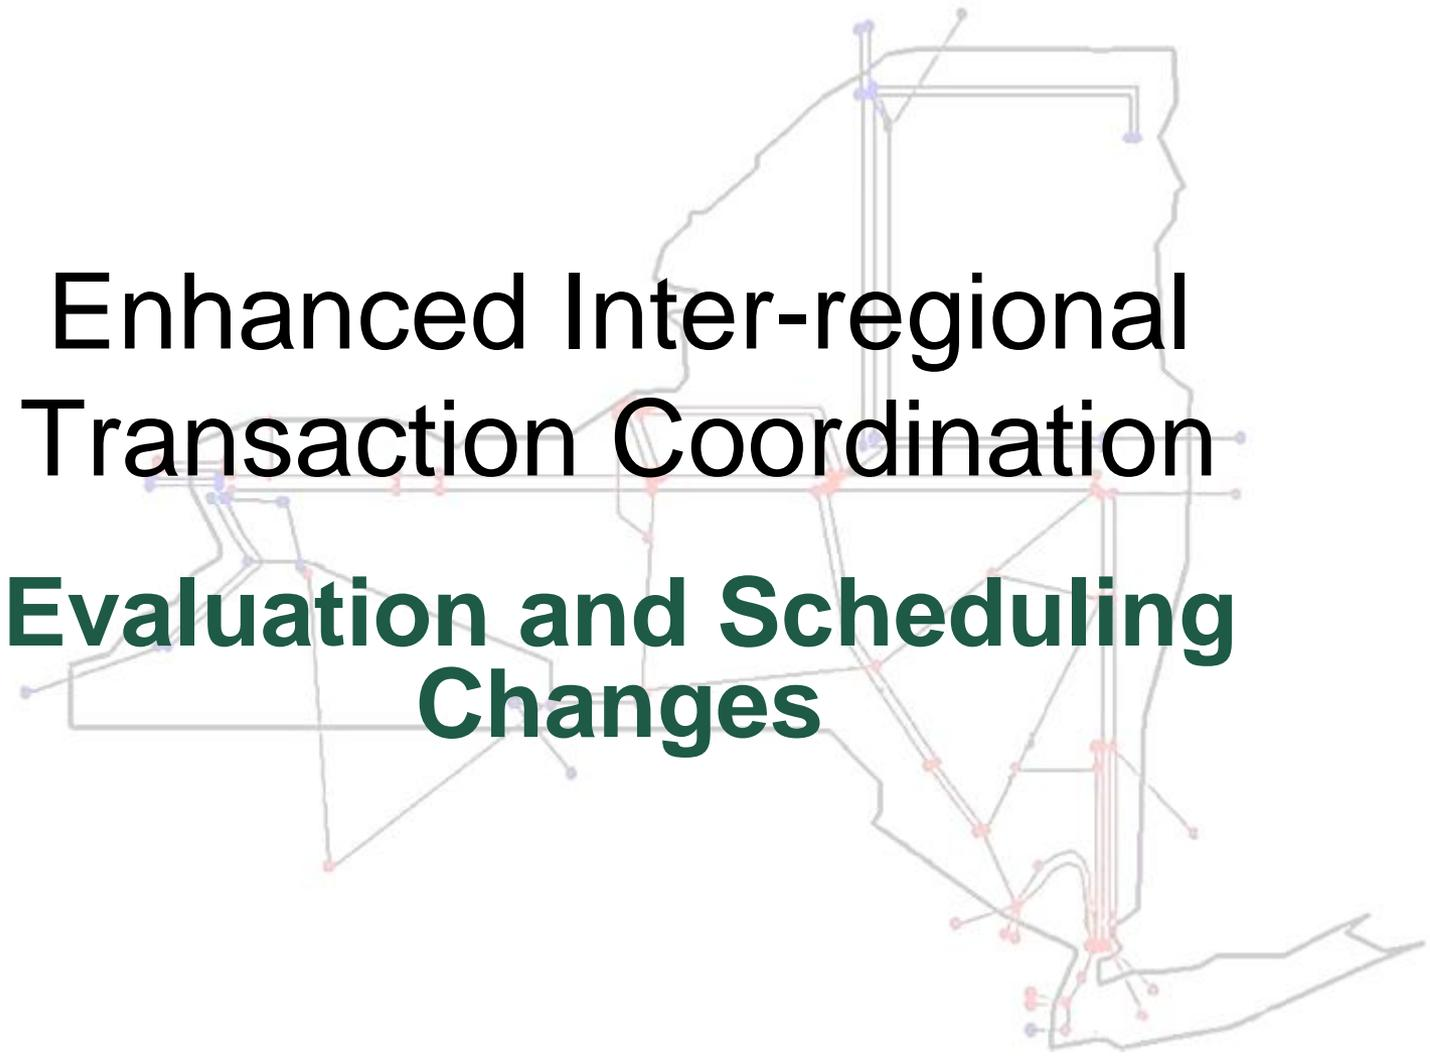 Enhanced Inter-regional
Transaction Coordination
Evaluation and Scheduling
Changes